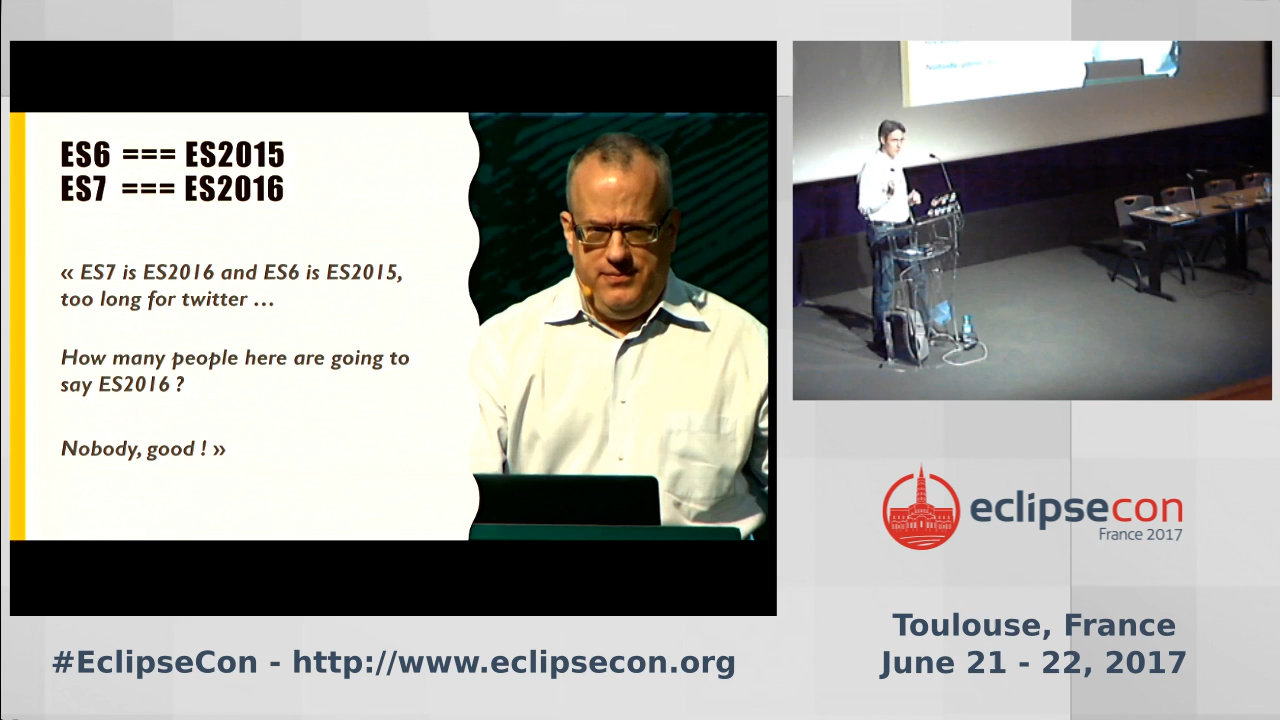 ES6 === ES2015
ES7 === ES2016
« ES7 is ES2016 and ES6 is ES2015,
too long for twitter ...
How many people here are going to
say ES2016 ?
Nobody, good ! »
eclipsecon
France 2017
Toulouse, France
June 21 - 22, 2017
#EclipseCon - http://www.eclipsecon.org